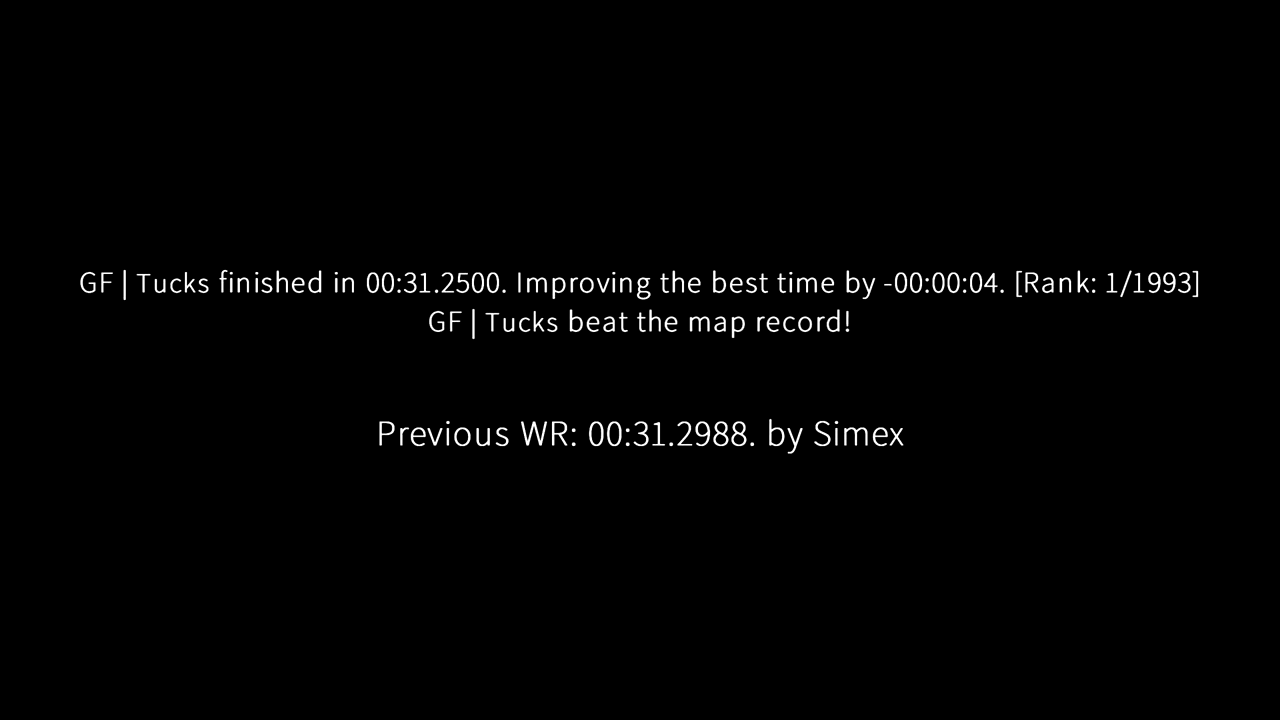 GF | Tucks finished in 00:31.2500. Improving the best time by -00:00:04. [Rank: 1/1993]
GF | Tucks beat the map record!
Previous WR: 00:31.2988. by Simex